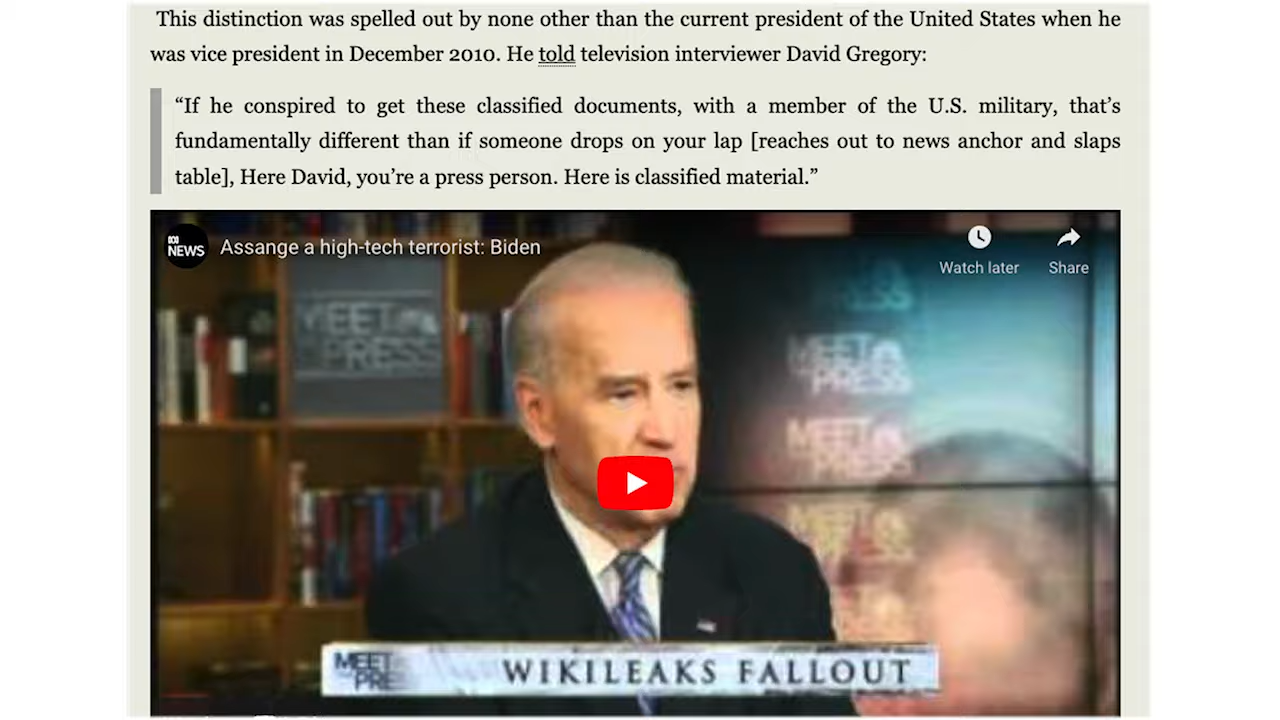 This distinction was spelled out by none other than the current president of the United States when he
was vice president in December 2010. He told television interviewer David Gregory:
“If he conspired to get these classified documents, with a member of the U.S. military, that’s
fundamentally different than if someone drops on your lap [reaches out to news anchor and slaps
table], Here David, you’re a press person. Here is classified material.”
abc
NEWS
Assange a high-tech terrorist: Biden
Watch later
Share
MEET
PRESS
PRESS
MEET
PRESS
MEET
PRESS
MEET
PRE
WIKILEAKS FALLOUT